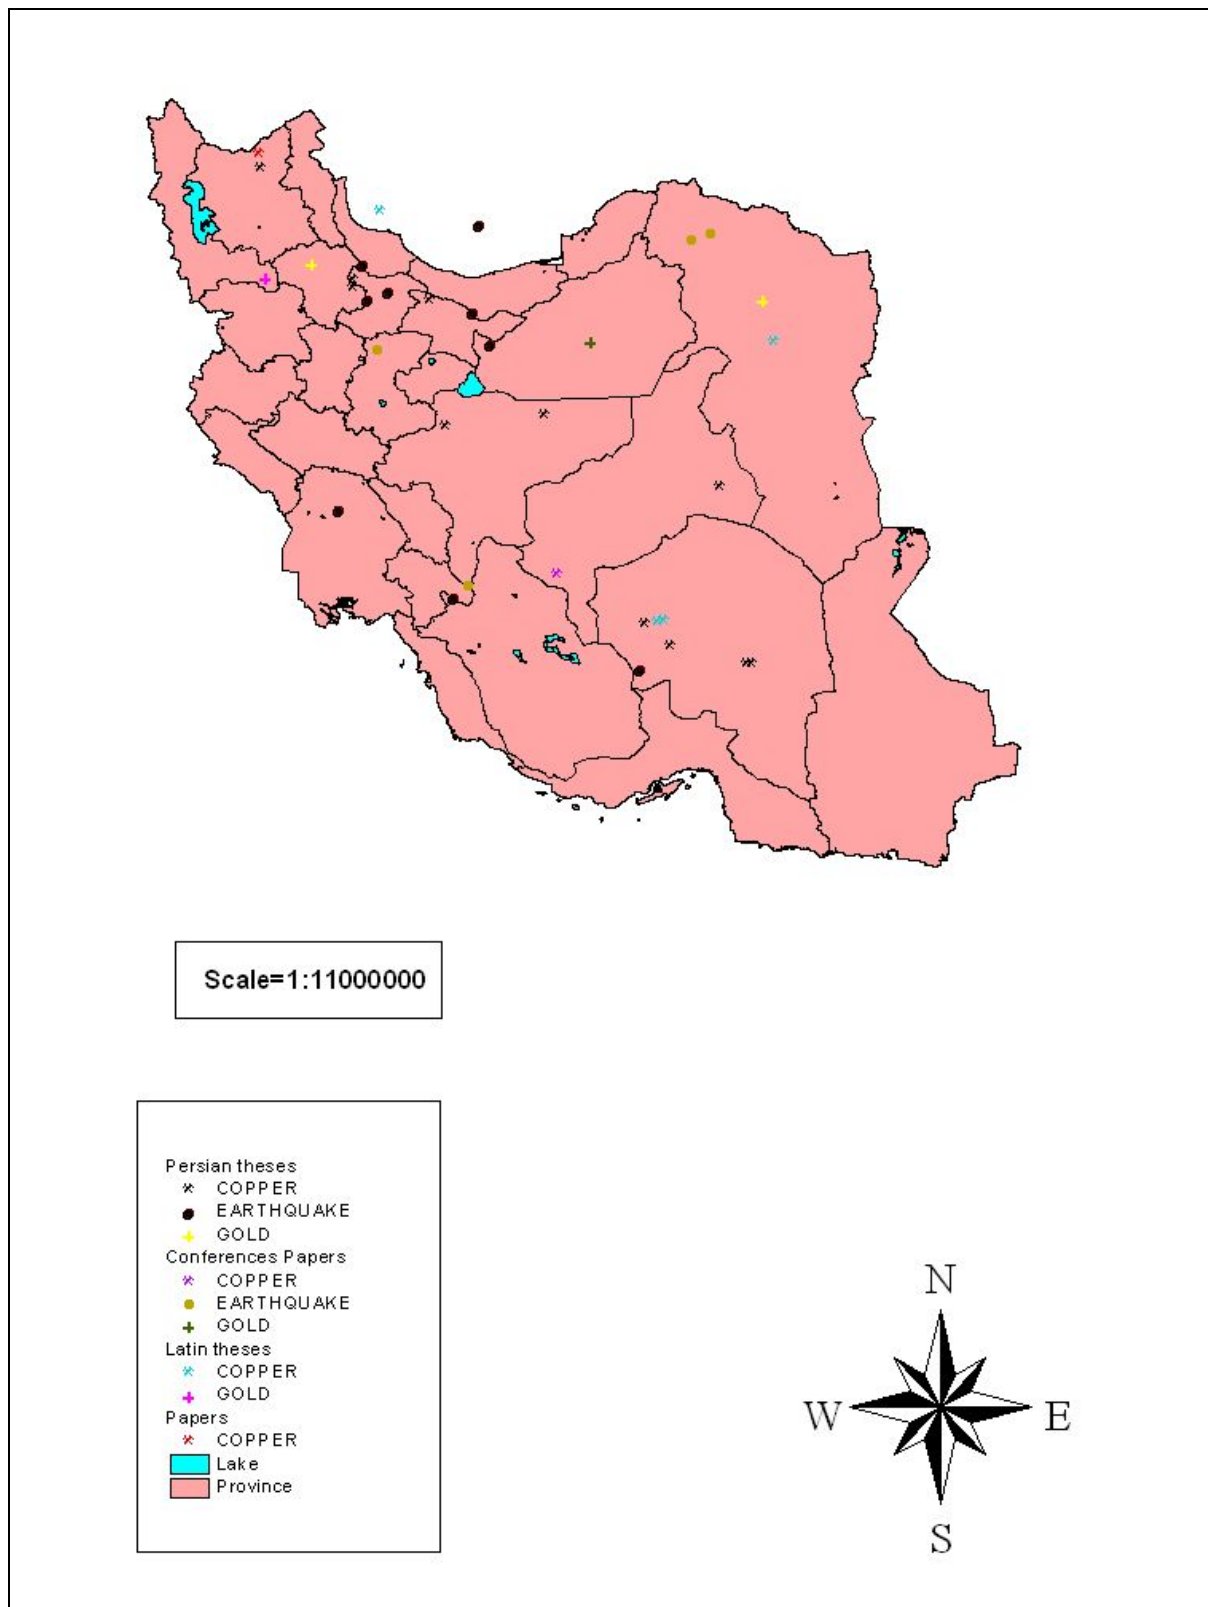 Scale=1:11000000
Persian theses
COPPER
EARTHQUAKE
GOLD
Conferences Papers
COPPER
EARTHQUAKE
GOLD
Latin theses
COPPER
GOLD
Papers
COPPER
Lake
Province
N
W
E
S